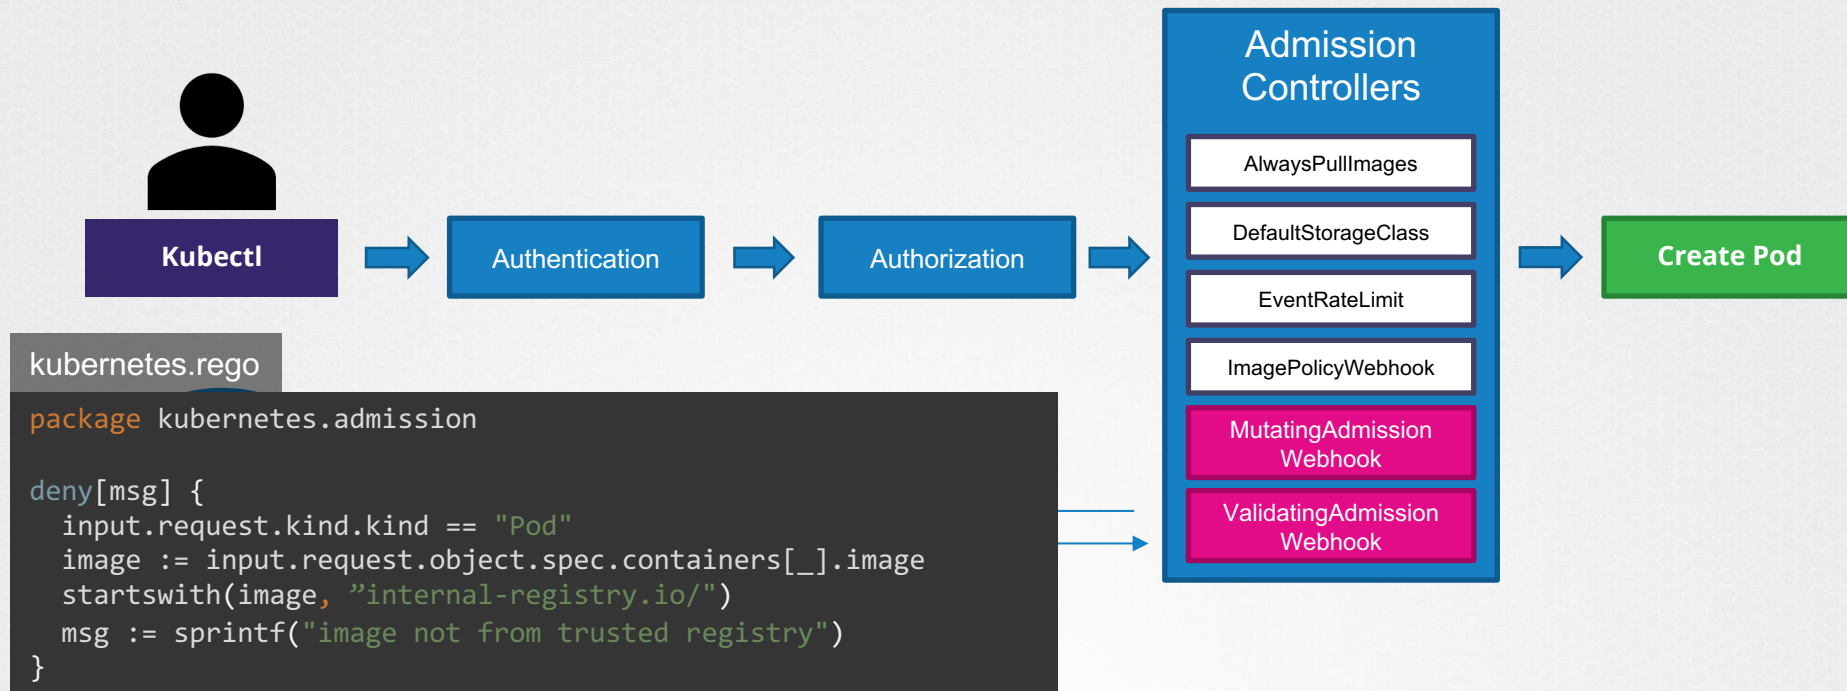 Admission
Controllers
AlwaysPullImages
DefaultStorageClass
EventRateLimit
ImagePolicyWebhook
MutatingAdmission
Webhook
ValidatingAdmission
Webhook
Kubectl
Authentication
Authorization
Create Pod
kubernetes.rego
package kubernetes.admission
deny[msg] {
  input.request.kind.kind == "Pod"
  image := input.request.object.spec.containers[_].image
  startswith(image, ”internal-registry.io/")
  msg := sprintf("image not from trusted registry")
}